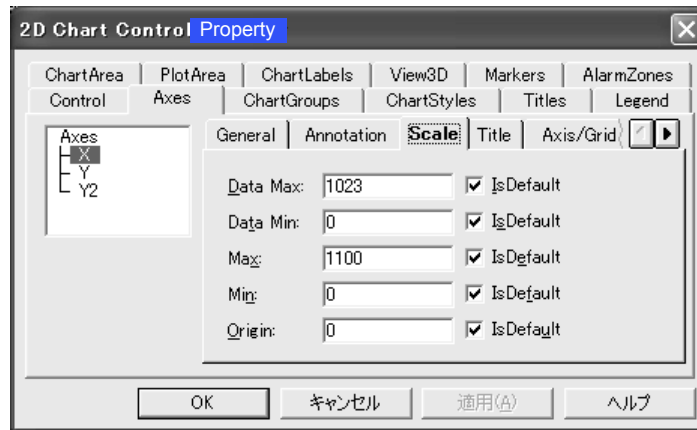 2D Chart Control Property
ChartArea PlotArea ChartLabels View3D Markers AlarmZones
Control Axes ChartGroups ChartStyles Titles Legend
General Annotation Scale Title Axis/Grid
Axes
X
Y
Y2
Data Max: 1023 IsDefault
Data Min: 0 IsDefault
Max: 1100 IsDefault
Min: 0 IsDefault
Origin: 0 IsDefault
OK キャンセル 適用(A) ヘルプ